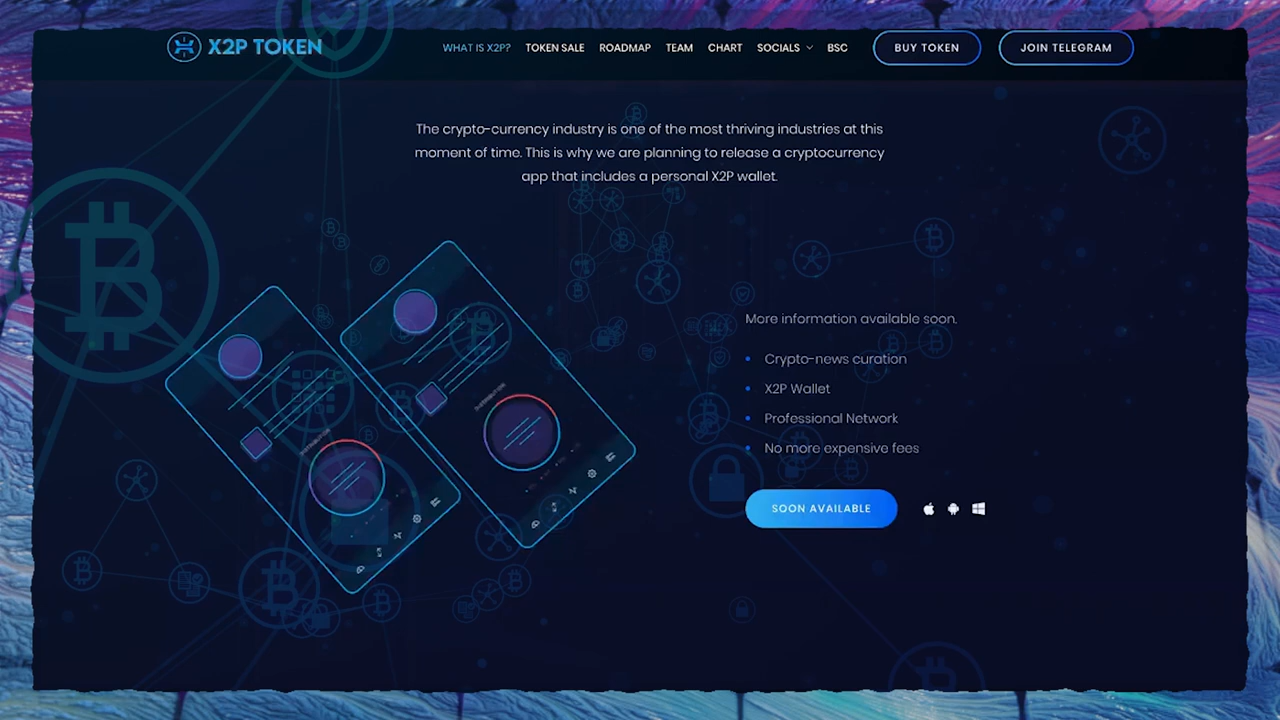 X2P TOKEN
WHAT IS X2P? TOKEN SALE ROADMAP TEAM CHART SOCIALS BSC BUY TOKEN JOIN TELEGRAM
The crypto-currency industry is one of the most thriving industries at this
moment of time. This is why we are planning to release a cryptocurrency
app that includes a personal X2P wallet.
More information available soon.
Crypto-news curation
X2P Wallet
Professional Network
No more expensive fees
SOON AVAILABLE